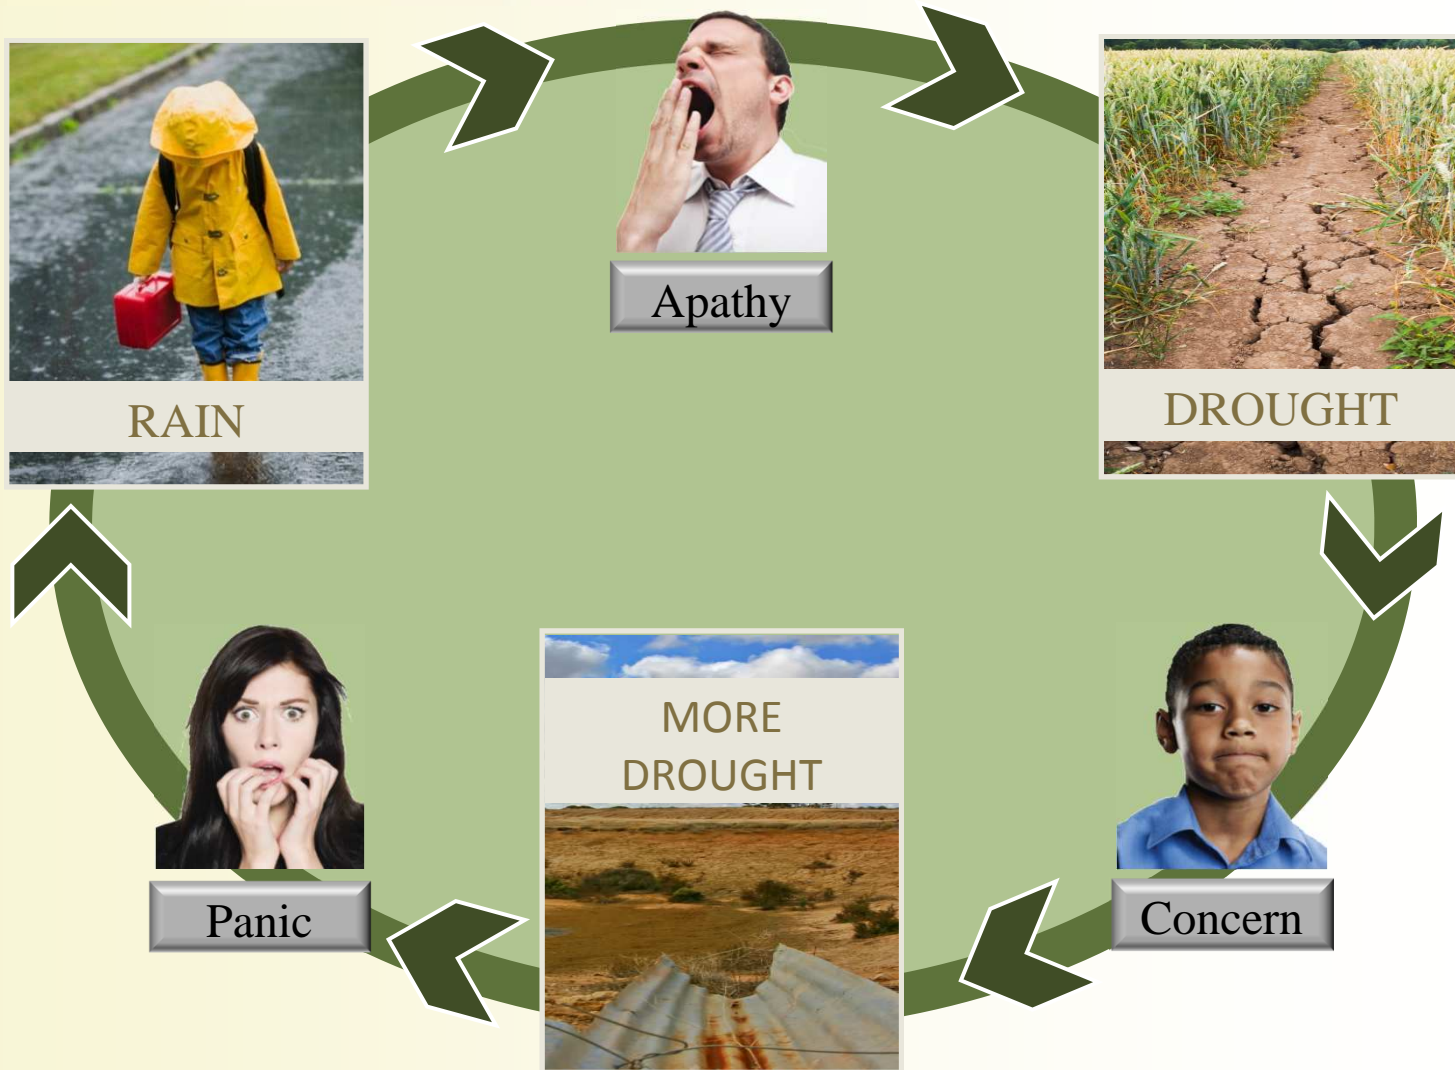 Apathy
RAIN
DROUGHT
MORE
DROUGHT
Panic
Concern